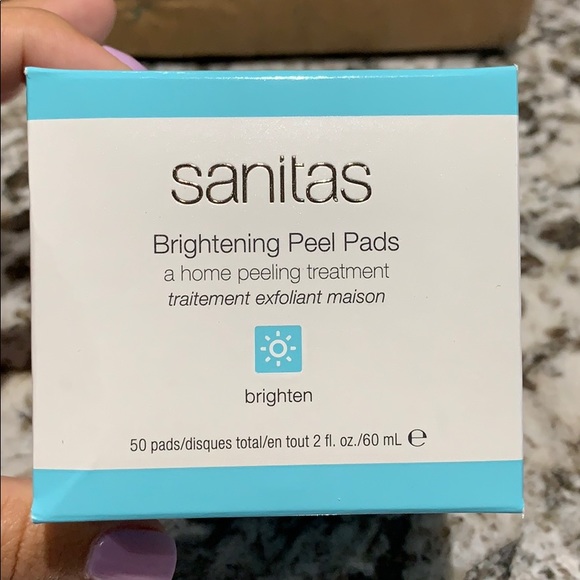 sanitas
Brightening Peel Pads
a home peeling treatment
traitement exfoliant maison
brighten
50 pads/disques total/en tout 2 fl. oz./60 mL ℮